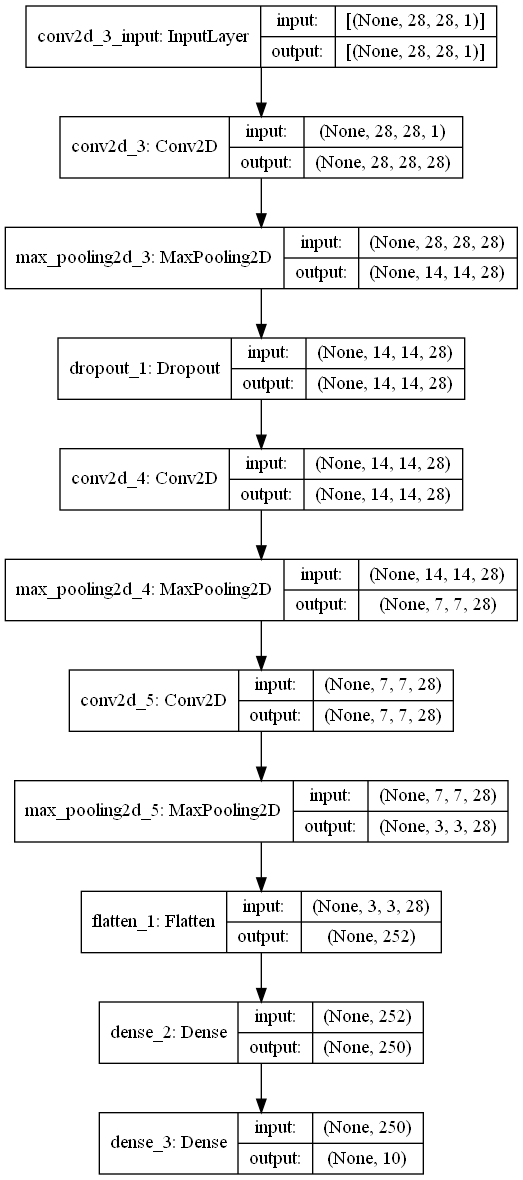 conv2d_3_input: InputLayer input: [(None, 28, 28, 1)]
output: [(None, 28, 28, 1)]
conv2d_3: Conv2D input: (None, 28, 28, 1)
output: (None, 28, 28, 28)
max_pooling2d_3: MaxPooling2D input: (None, 28, 28, 28)
output: (None, 14, 14, 28)
dropout_1: Dropout input: (None, 14, 14, 28)
output: (None, 14, 14, 28)
conv2d_4: Conv2D input: (None, 14, 14, 28)
output: (None, 14, 14, 28)
max_pooling2d_4: MaxPooling2D input: (None, 14, 14, 28)
output: (None, 7, 7, 28)
conv2d_5: Conv2D input: (None, 7, 7, 28)
output: (None, 7, 7, 28)
max_pooling2d_5: MaxPooling2D input: (None, 7, 7, 28)
output: (None, 3, 3, 28)
flatten_1: Flatten input: (None, 3, 3, 28)
output: (None, 252)
dense_2: Dense input: (None, 252)
output: (None, 250)
dense_3: Dense input: (None, 250)
output: (None, 10)